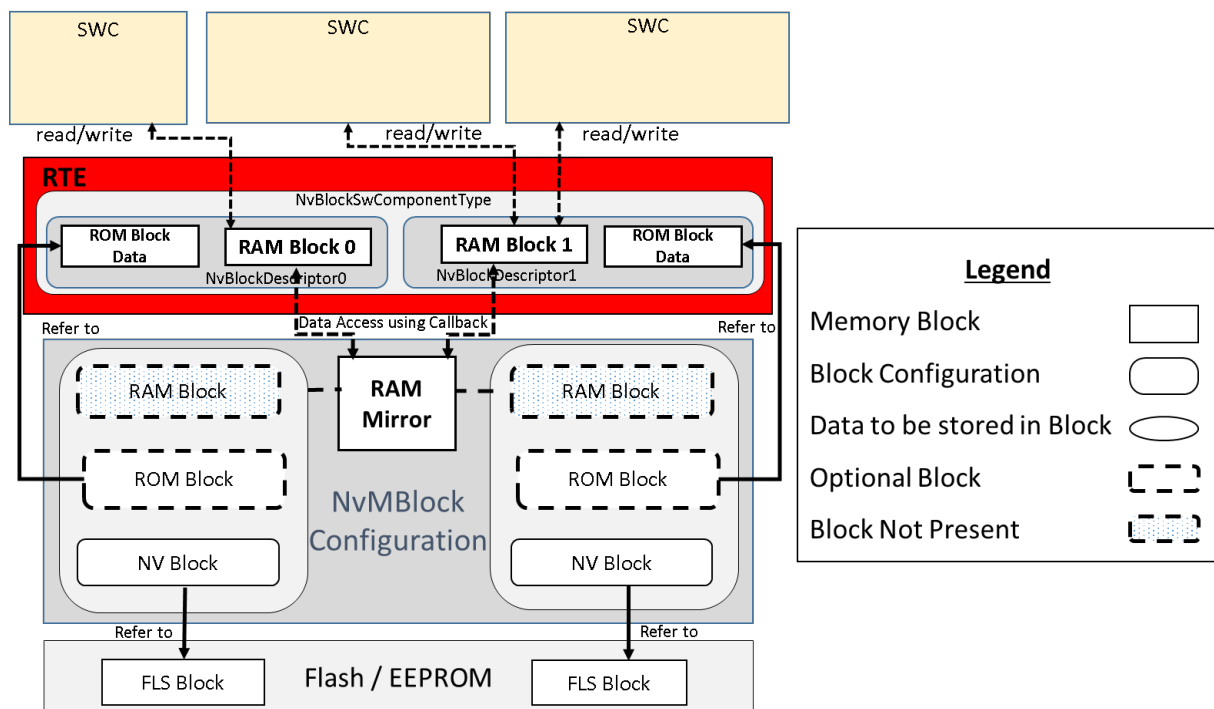 SWC
SWC
SWC
read/write
read/write
read/write
RTE
NvBlockSwComponentType
ROM Block
Data
RAM Block 0
RAM Block 1
ROM Block
Data
NvBlockDescriptor0
NvBlockDescriptor1
Refer to
Data Access using Callback
Refer to
RAM Block
RAM
Mirror
RAM Block
ROM Block
ROM Block
NvMBlock
Configuration
NV Block
NV Block
Refer to
Refer to
FLS Block
Flash / EEPROM
FLS Block
Legend
Memory Block
Block Configuration
Data to be stored in Block
Optional Block
Block Not Present